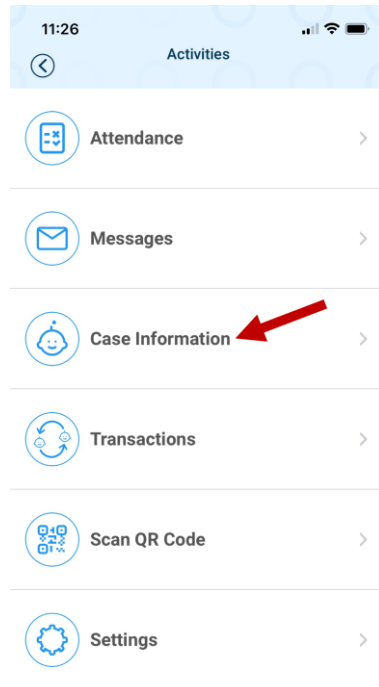 11:26
Activities
Attendance
Messages
Case Information
Transactions
Scan QR Code
Settings